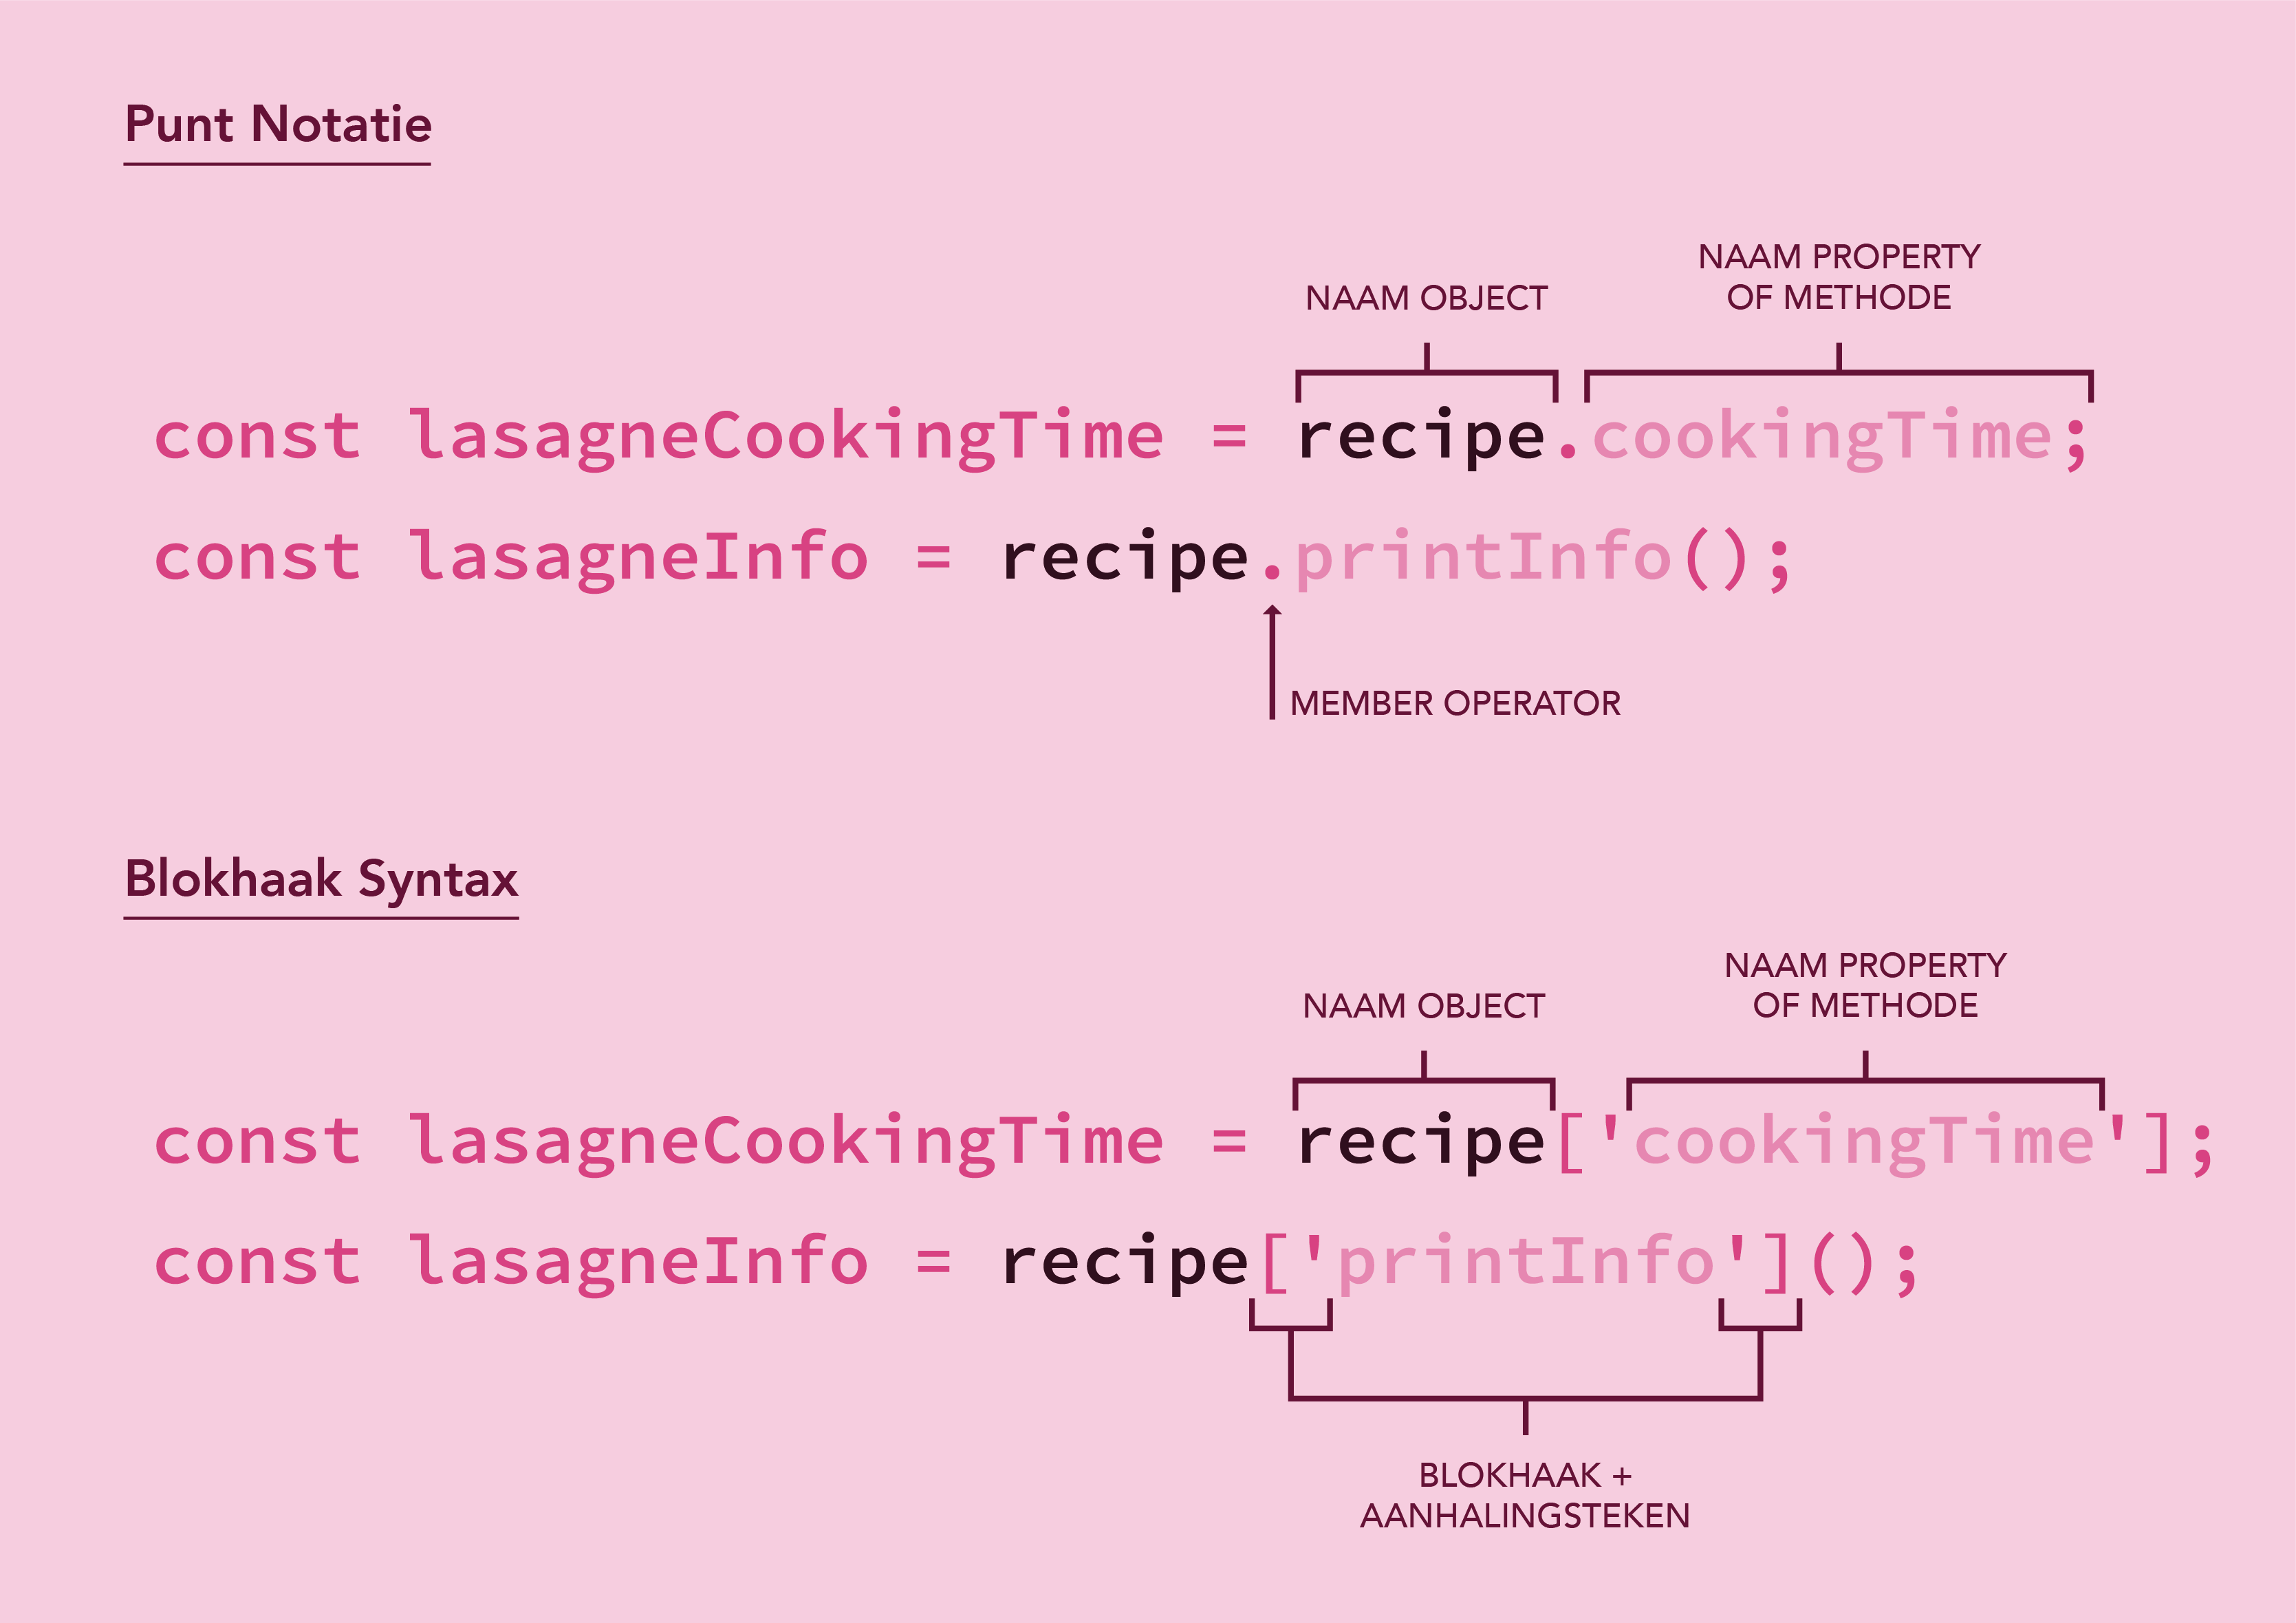 Punt Notatie
NAAM OBJECT
NAAM PROPERTY
OF METHODE
const lasagneCookingTime = recipe.cookingTime;
const lasagneInfo = recipe.printInfo();
MEMBER OPERATOR
Blokhaak Syntax
NAAM OBJECT
NAAM PROPERTY
OF METHODE
const lasagneCookingTime = recipe['cookingTime'];
const lasagneInfo = recipe['printInfo']();
BLOKHAAK +
AANHALINGSTEKEN